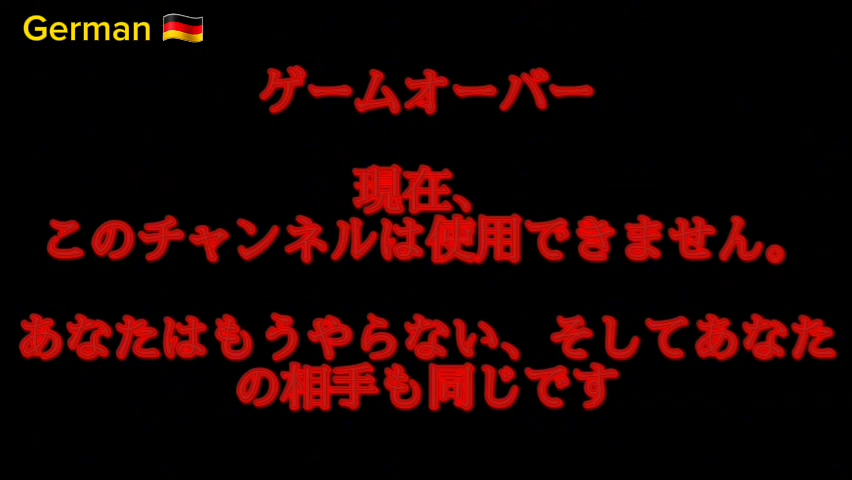 German 🇩🇪
ゲームオーバー
現在、
このチャンネルは使用できません。
あなたはもうやらない、そしてあなた
の相手も同じです